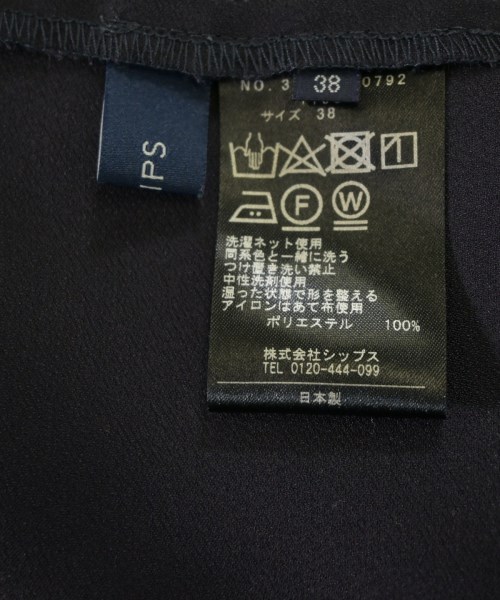 NO.3 38 0792
サイズ 38
IPS
F W
洗濯ネット使用
同系色と一緒に洗う
つけ置き洗い禁止
中性洗剤使用
湿った状態で形を整える
アイロンはあて布使用
ポリエステル 100%
株式会社シップス
TEL 0120-444-099
日本製